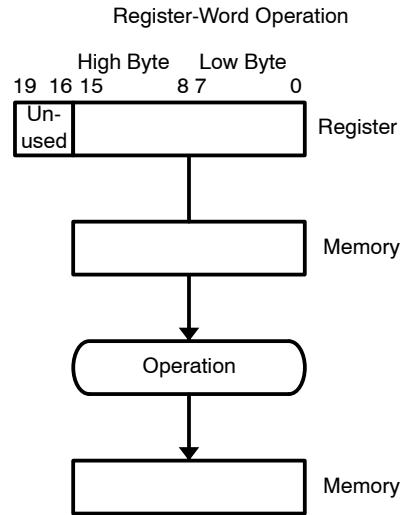 Register-Word Operation
High Byte Low Byte
19 16 15 8 7 0
Un-
used
Register
Memory
Operation
Memory